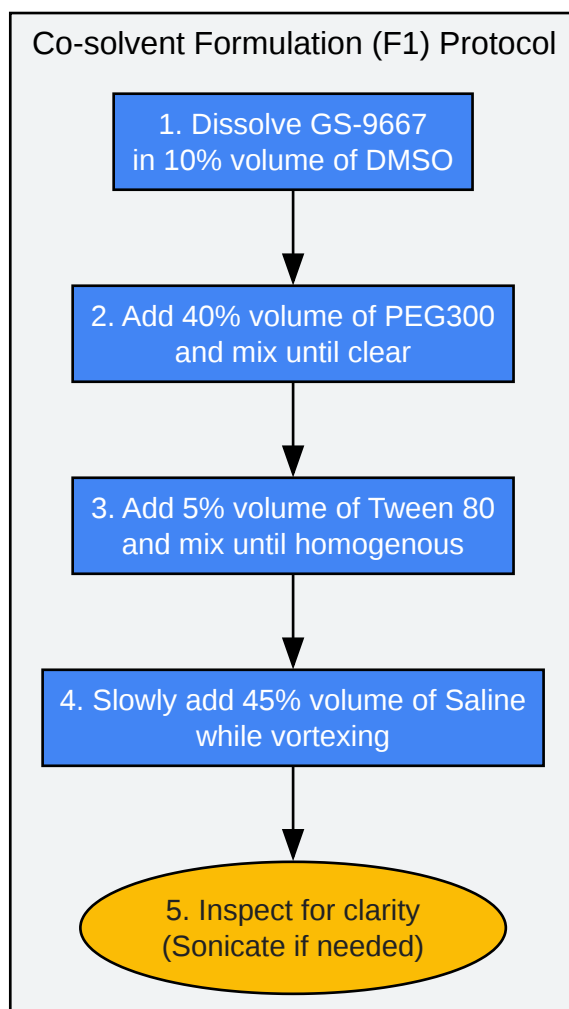 Co-solvent Formulation (F1) Protocol
1. Dissolve GS-9667
in 10% volume of DMSO
2. Add 40% volume of PEG300
and mix until clear
3. Add 5% volume of Tween 80
and mix until homogenous
4. Slowly add 45% volume of Saline
while vortexing
5. Inspect for clarity
(Sonicate if needed)